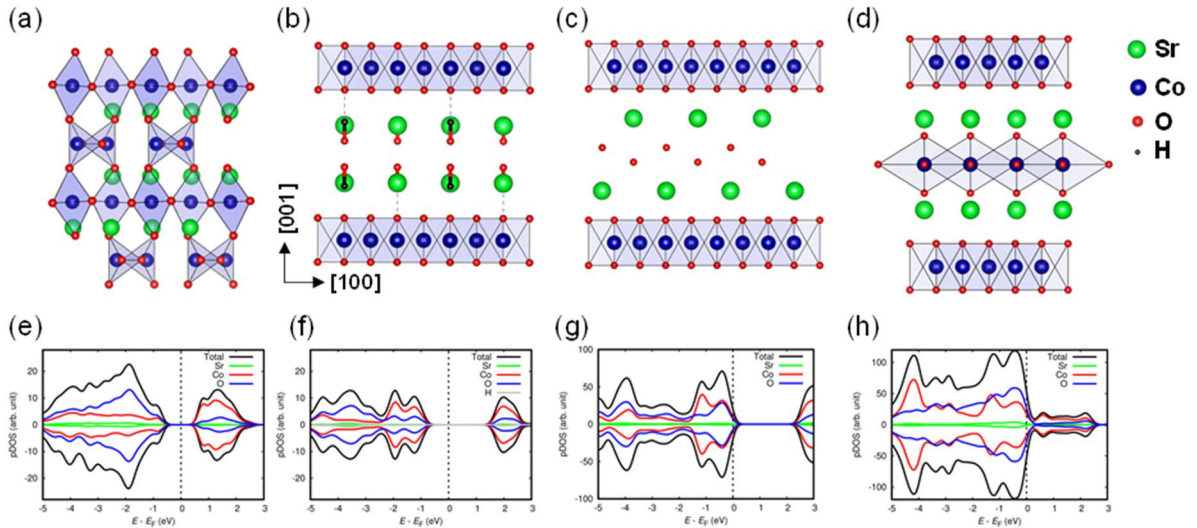 (a)
(b)
(c)
(d)
Sr
Co
O
H
[001]
[100]
(e)
(f)
(g)
(h)
pDOS (arb. unit)
20
10
0
-10
-20
Total
Sr
Co
O
-5 -4 -3 -2 -1 0 1 2 3
E - EF (eV)
pDOS (arb. unit)
20
10
0
-10
-20
Total
Sr
Co
O
H
-5 -4 -3 -2 -1 0 1 2 3
E - EF (eV)
pDOS (arb. unit)
100
50
0
-50
-100
Total
Sr
Co
O
-5 -4 -3 -2 -1 0 1 2 3
E - EF (eV)
pDOS (arb. unit)
100
50
0
-50
-100
Total
Sr
Co
O
-5 -4 -3 -2 -1 0 1 2 3
E - EF (eV)